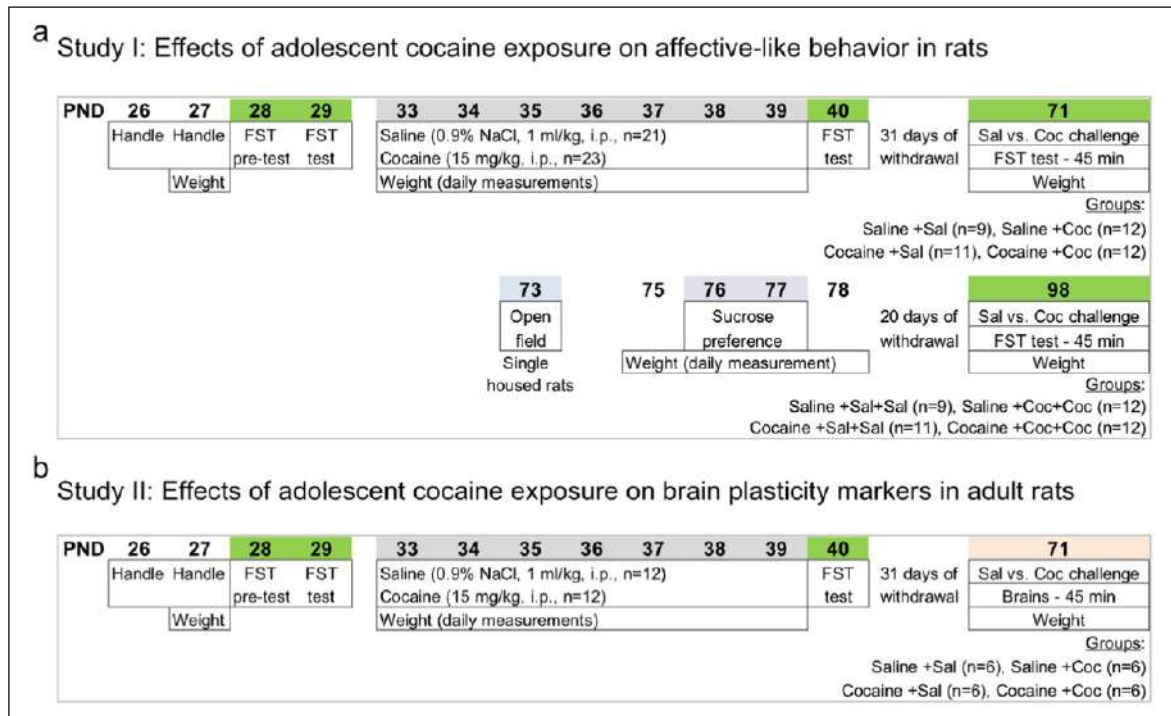 a
Study I: Effects of adolescent cocaine exposure on affective-like behavior in rats
PND 26 27 28 29 33 34 35 36 37 38 39 40 71
Handle Handle FST FST Saline (0.9% NaCl, 1 ml/kg, i.p., n=21) FST 31 days of Sal vs. Coc challenge
pre-test test Cocaine (15 mg/kg, i.p., n=23) test withdrawal FST test - 45 min
Weight Weight (daily measurements) Weight
Groups:
Saline +Sal (n=9), Saline +Coc (n=12)
Cocaine +Sal (n=11), Cocaine +Coc (n=12)
73 75 76 77 78 98
Open Sucrose 20 days of Sal vs. Coc challenge
field preference withdrawal FST test - 45 min
Single Weight (daily measurement) Weight
housed rats Groups:
Saline +Sal+Sal (n=9), Saline +Coc+Coc (n=12)
Cocaine +Sal+Sal (n=11), Cocaine +Coc+Coc (n=12)
b
Study II: Effects of adolescent cocaine exposure on brain plasticity markers in adult rats
PND 26 27 28 29 33 34 35 36 37 38 39 40 71
Handle Handle FST FST Saline (0.9% NaCl, 1 ml/kg, i.p., n=12) FST 31 days of Sal vs. Coc challenge
pre-test test Cocaine (15 mg/kg, i.p., n=12) test withdrawal Brains - 45 min
Weight Weight (daily measurements) Weight
Groups:
Saline +Sal (n=6), Saline +Coc (n=6)
Cocaine +Sal (n=6), Cocaine +Coc (n=6)